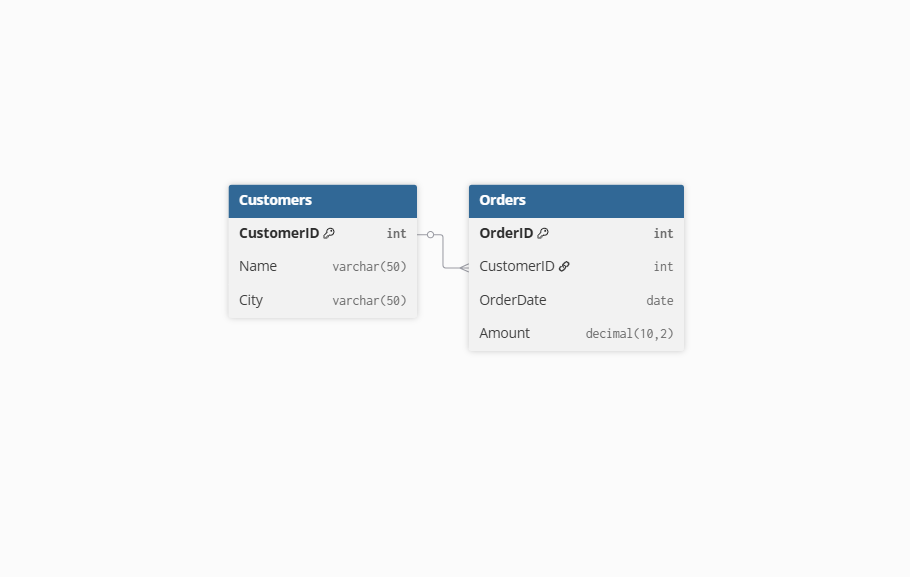 Customers
CustomerID int
Name varchar(50)
City varchar(50)
Orders
OrderID int
CustomerID int
OrderDate date
Amount decimal(10,2)